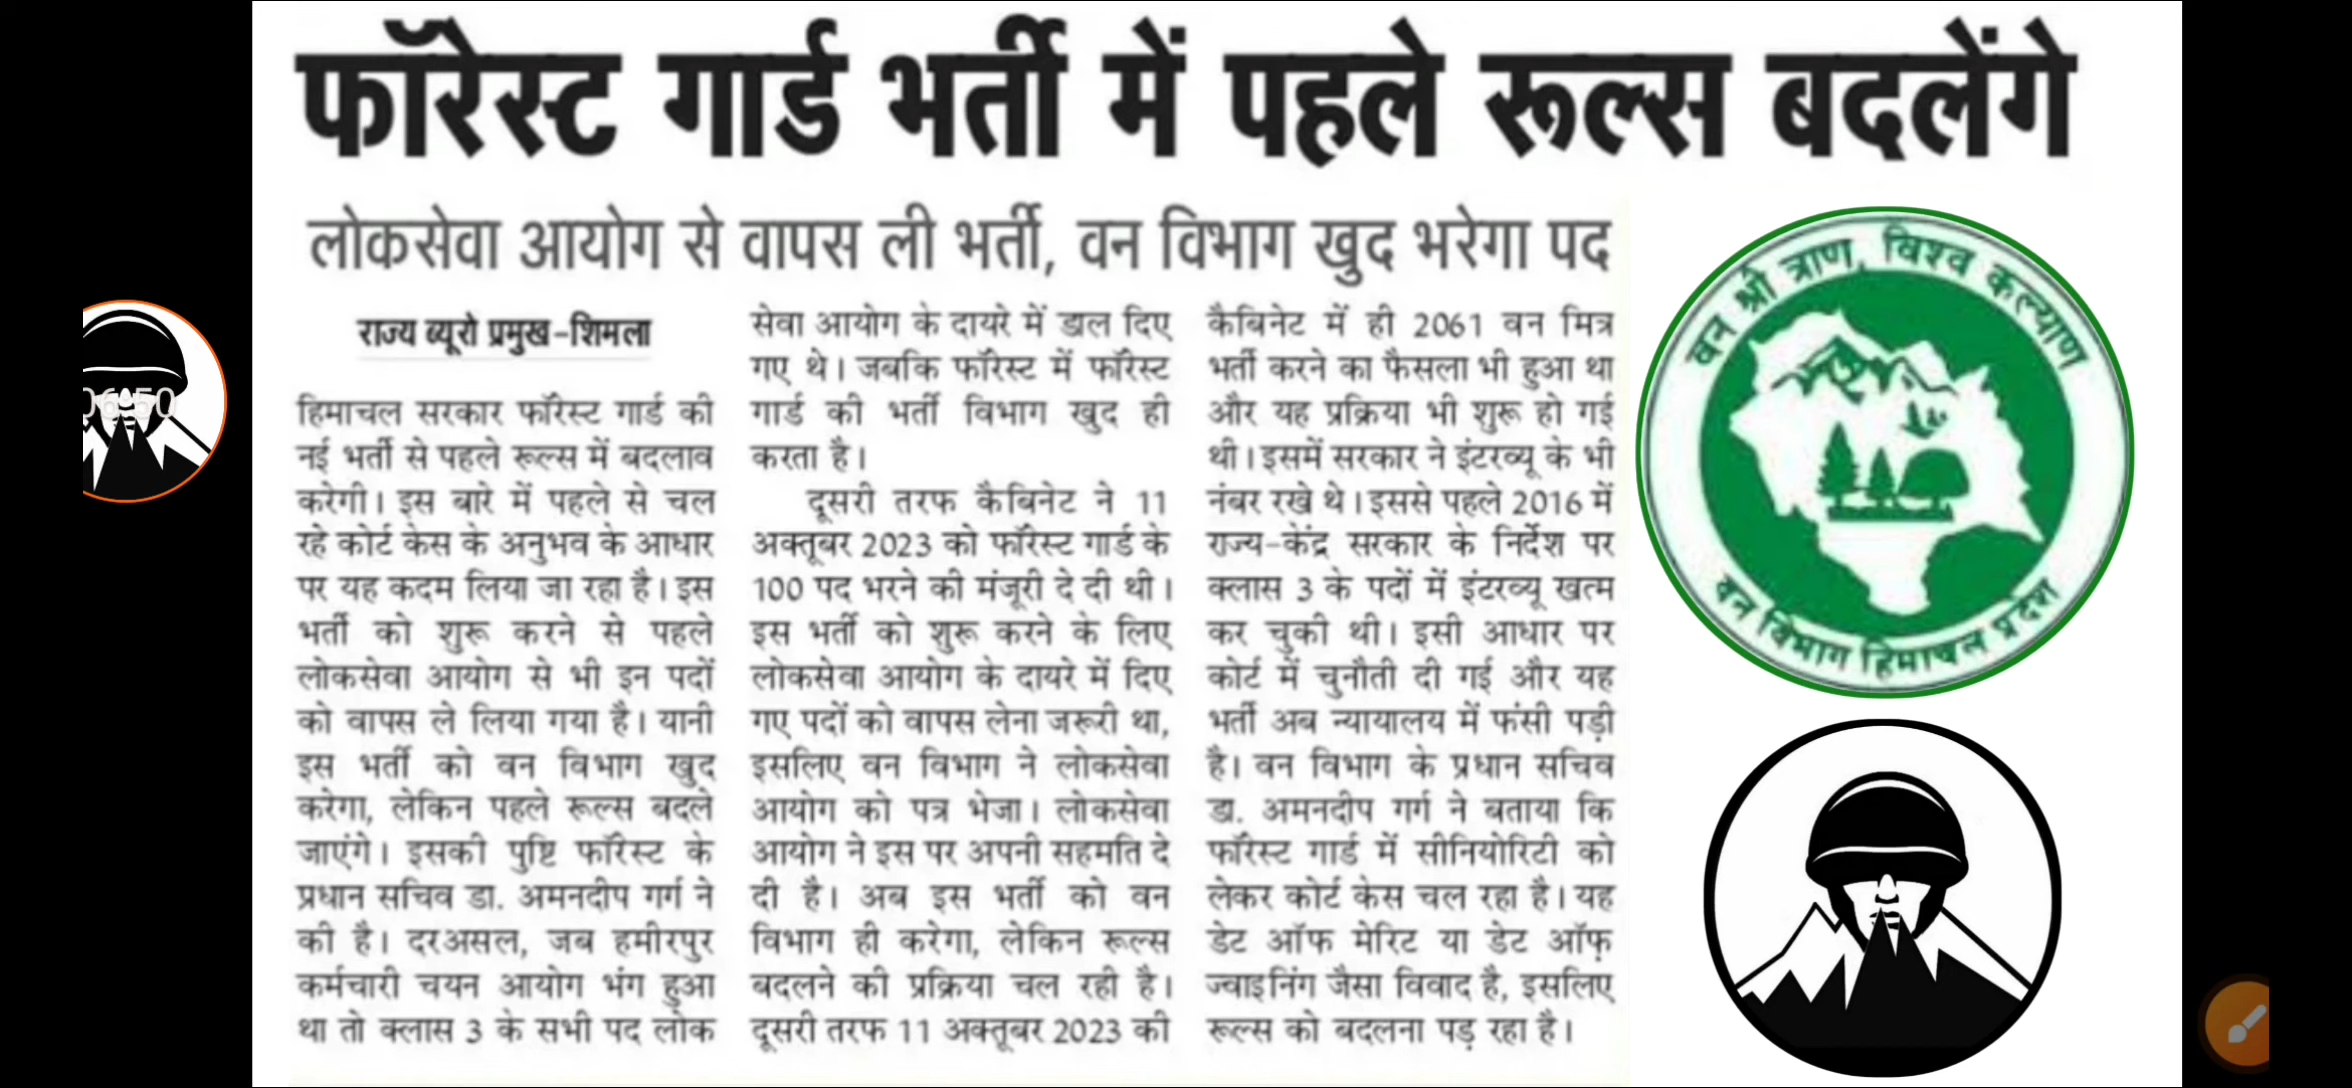 फॉरेस्ट गार्ड भर्ती में पहले रूल्स बदलेंगे
लोकसेवा आयोग से वापस ली भर्ती, वन विभाग खुद भरेगा पद
राज्य ब्यूरो प्रमुख-शिमला
हिमाचल सरकार फॉरेस्ट गार्ड की
नई भर्ती से पहले रूल्स में बदलाव
करेगी। इस बारे में पहले से चल
रहे कोर्ट केस के अनुभव के आधार
पर यह कदम लिया जा रहा है। इस
भर्ती को शुरू करने से पहले
लोकसेवा आयोग से भी इन पदों
को वापस ले लिया गया है। यानी
इस भर्ती को वन विभाग खुद
करेगा, लेकिन पहले रूल्स बदले
जाएंगे। इसकी पुष्टि फॉरेस्ट के
प्रधान सचिव डा. अमनदीप गर्ग ने
की है। दरअसल, जब हमीरपुर
कर्मचारी चयन आयोग भंग हुआ
था तो क्लास 3 के सभी पद लोक
सेवा आयोग के दायरे में डाल दिए
गए थे। जबकि फॉरेस्ट में फॉरेस्ट
गार्ड की भर्ती विभाग खुद ही
करता है।
दूसरी तरफ कैबिनेट ने 11
अक्तूबर 2023 को फॉरेस्ट गार्ड के
100 पद भरने की मंजूरी दे दी थी।
इस भर्ती को शुरू करने के लिए
लोकसेवा आयोग के दायरे में दिए
गए पदों को वापस लेना जरूरी था,
इसलिए वन विभाग ने लोकसेवा
आयोग को पत्र भेजा। लोकसेवा
आयोग ने इस पर अपनी सहमति दे
दी है। अब इस भर्ती को वन
विभाग ही करेगा, लेकिन रूल्स
बदलने की प्रक्रिया चल रही है।
दूसरी तरफ 11 अक्तूबर 2023 की
कैबिनेट में ही 2061 वन मित्र
भर्ती करने का फैसला भी हुआ था
और यह प्रक्रिया भी शुरू हो गई
थी। इसमें सरकार ने इंटरव्यू के भी
नंबर रखे थे। इससे पहले 2016 में
राज्य-केंद्र सरकार के निर्देश पर
क्लास 3 के पदों में इंटरव्यू खत्म
कर चुकी थी। इसी आधार पर
कोर्ट में चुनौती दी गई और यह
भर्ती अब न्यायालय में फंसी पड़ी
है। वन विभाग के प्रधान सचिव
डा. अमनदीप गर्ग ने बताया कि
फॉरेस्ट गार्ड में सीनियोरिटी को
लेकर कोर्ट केस चल रहा है। यह
डेट ऑफ मेरिट या डेट ऑफ़
ज्वाइनिंग जैसा विवाद है, इसलिए
रूल्स को बदलना पड़ रहा है।
वन श्री त्राण, विश्व कल्याण
वन विभाग हिमाचल प्रदेश
06:50